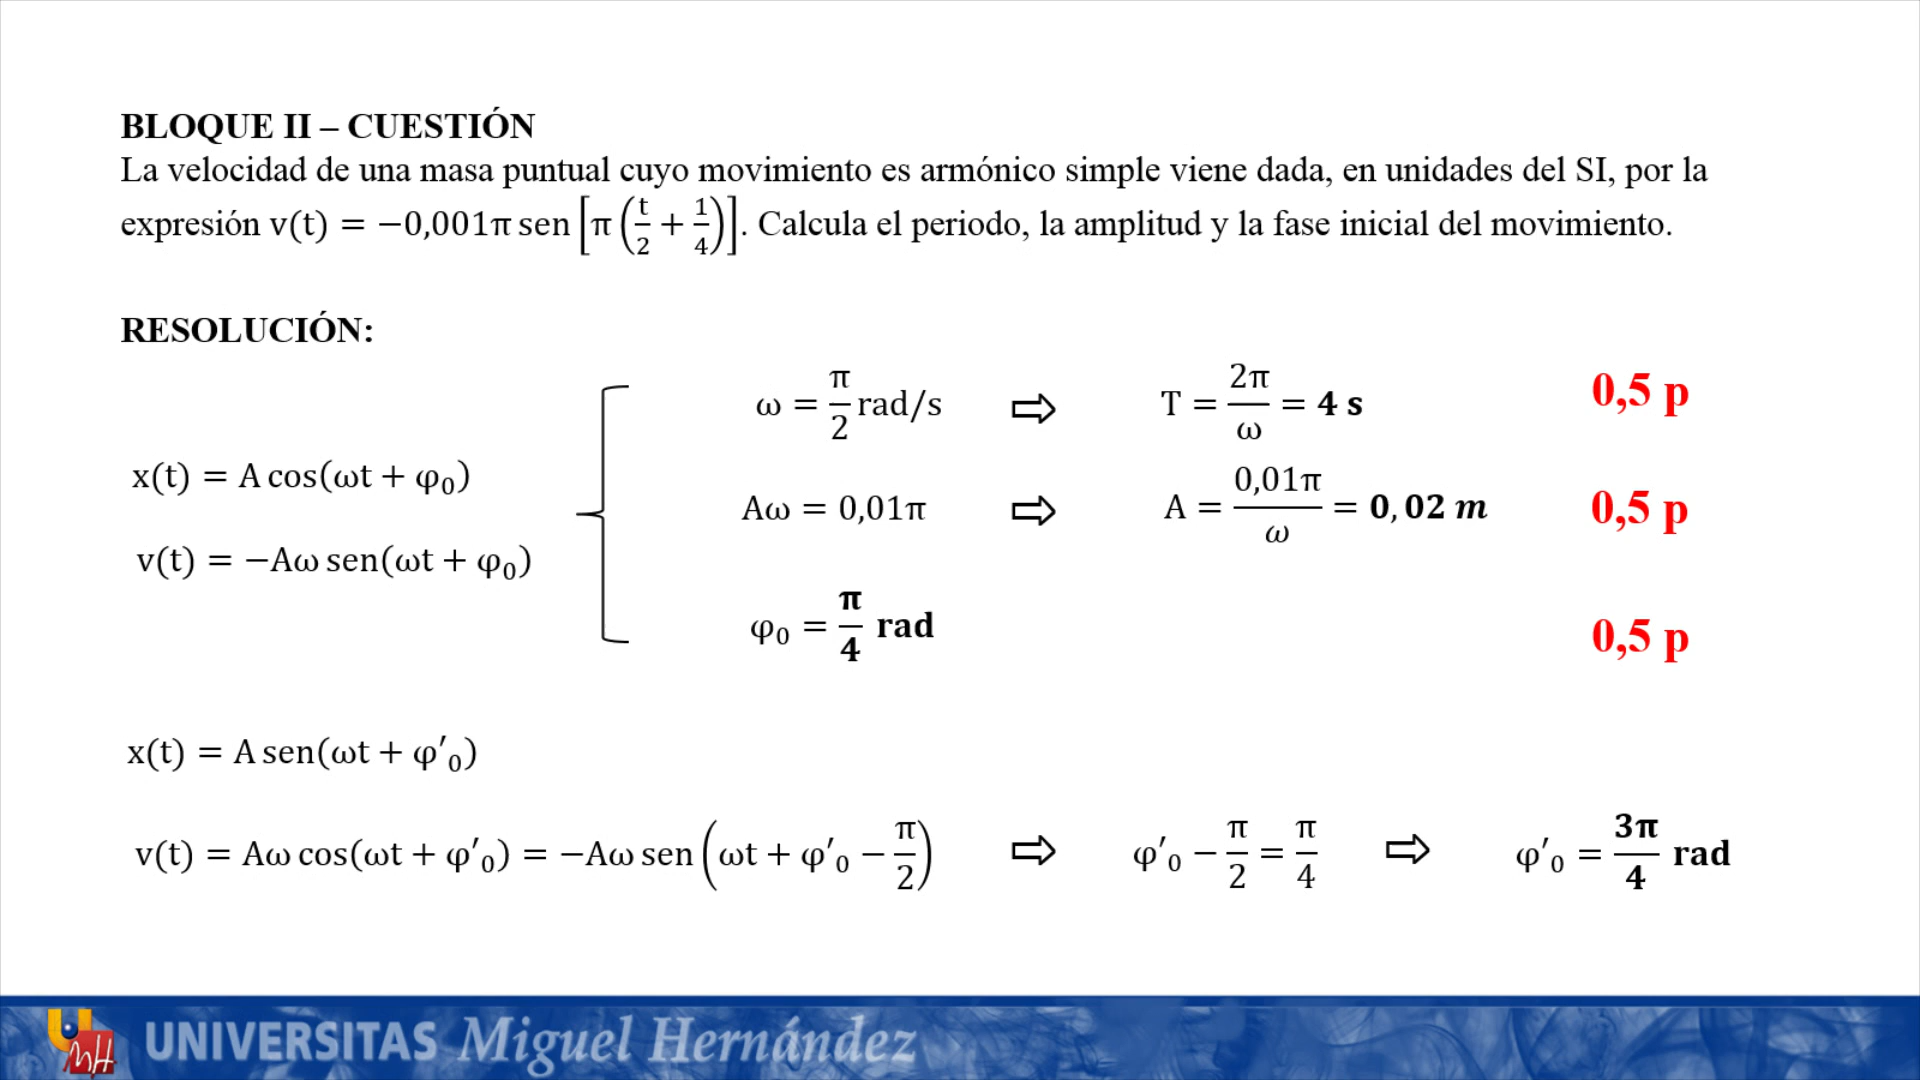 BLOQUE II – CUESTIÓN
La velocidad de una masa puntual cuyo movimiento es armónico simple viene dada, en unidades del SI, por la
expresión v(t) = −0,001π sen [π (t/2 + 1/4)]. Calcula el periodo, la amplitud y la fase inicial del movimiento.
RESOLUCIÓN:
ω = π/2 rad/s ⇨ T = 2π/ω = 4 s 0,5 p
x(t) = A cos(ωt + φ₀)
Aω = 0,01π ⇨ A = 0,01π/ω = 0,02 m 0,5 p
v(t) = −Aω sen(ωt + φ₀)
φ₀ = π/4 rad 0,5 p
x(t) = A sen(ωt + φ′₀)
v(t) = Aω cos(ωt + φ′₀) = −Aω sen (ωt + φ′₀ − π/2) ⇨ φ′₀ − π/2 = π/4 ⇨ φ′₀ = 3π/4 rad
UNIVERSITAS Miguel Hernández